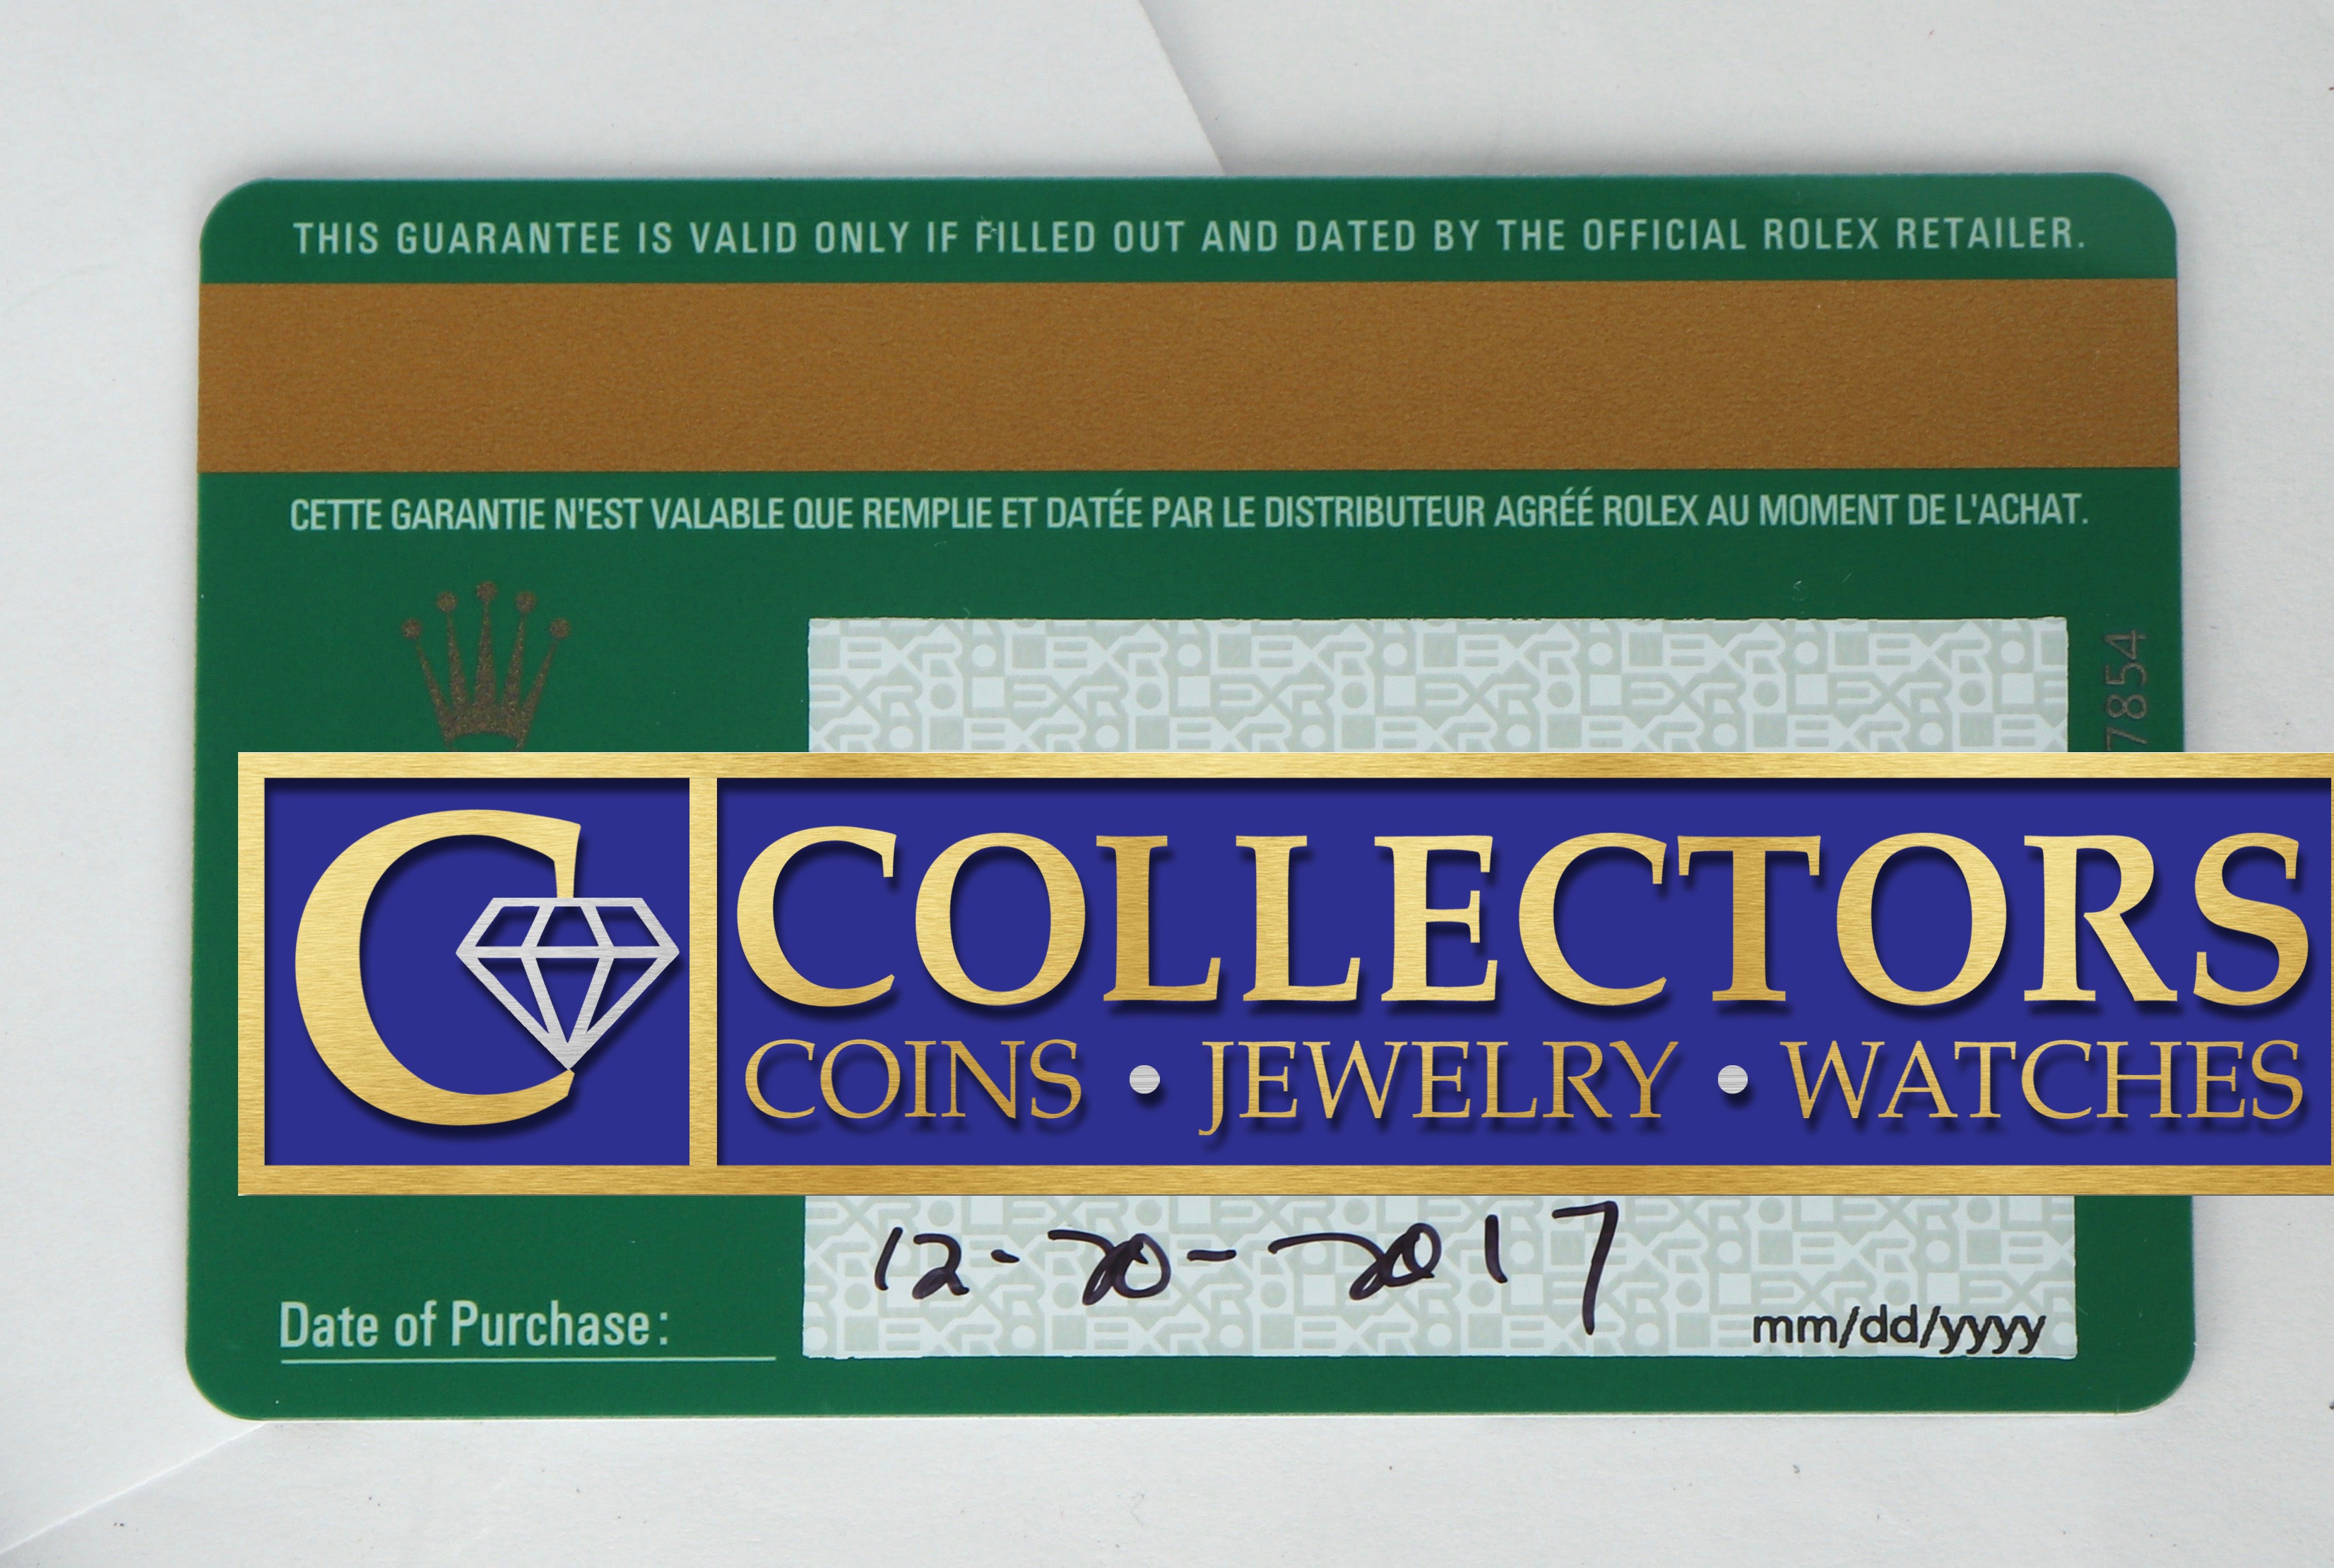 THIS GUARANTEE IS VALID ONLY IF FILLED OUT AND DATED BY THE OFFICIAL ROLEX RETAILER.
CETTE GARANTIE N'EST VALABLE QUE REMPLIE ET DATÉE PAR LE DISTRIBUTEUR AGRÉÉ ROLEX AU MOMENT DE L'ACHAT.
7854
C COLLECTORS
COINS • JEWELRY • WATCHES
12-20-2017
Date of Purchase:
mm/dd/yyyy